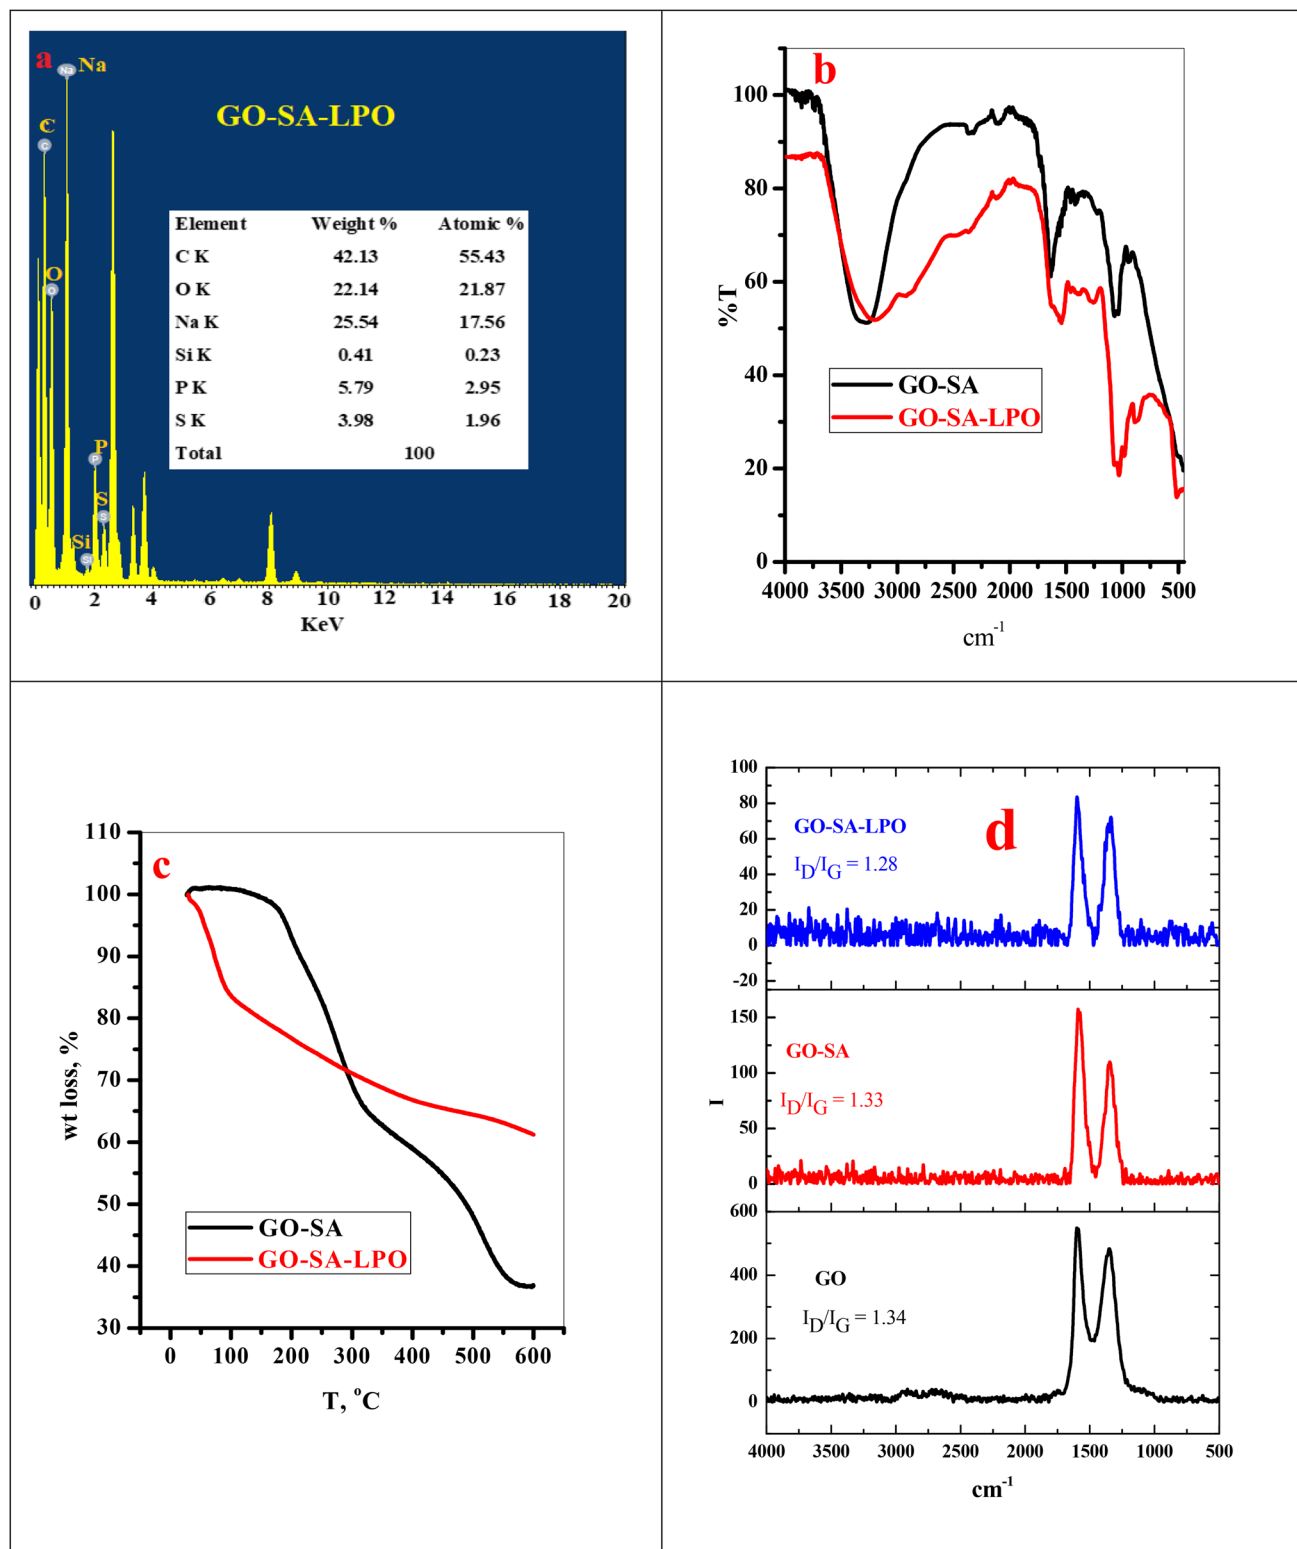 a
Na
Na
C
C
GO-SA-LPO
Element Weight % Atomic %
C K 42.13 55.43
O K 22.14 21.87
Na K 25.54 17.56
Si K 0.41 0.23
P K 5.79 2.95
S K 3.98 1.96
Total 100
O
O
P
P
S
S
Si
Si
0 2 4 6 8 10 12 14 16 18 20
KeV
b
100
80
60
40
20
0
%T
GO-SA
GO-SA-LPO
4000 3500 3000 2500 2000 1500 1000 500
cm-1
c
110
100
90
80
70
60
50
40
30
wt loss, %
GO-SA
GO-SA-LPO
0 100 200 300 400 500 600
T, oC
d
100
80
60
40
20
0
-20
GO-SA-LPO
ID/IG = 1.28
150
100
50
0
GO-SA
ID/IG = 1.33
I
600
400
200
0
GO
ID/IG = 1.34
4000 3500 3000 2500 2000 1500 1000 500
cm-1